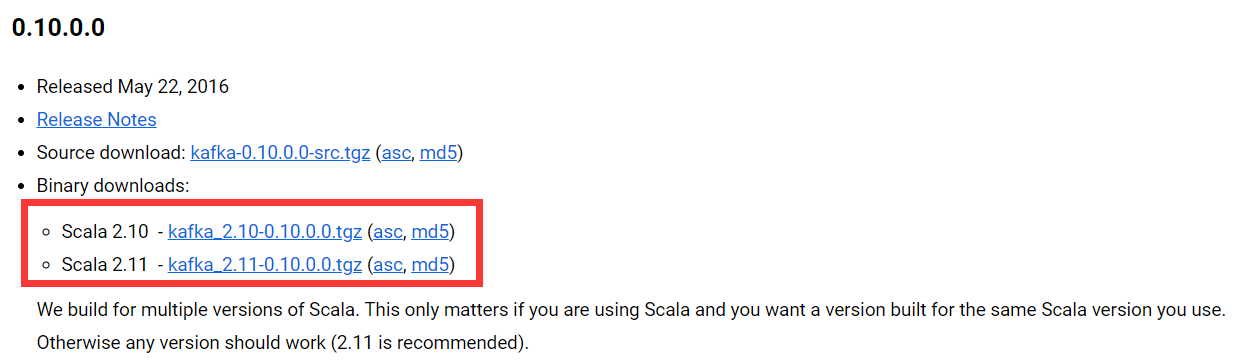 0.10.0.0
Released May 22, 2016
Release Notes
Source download: kafka-0.10.0.0-src.tgz (asc, md5)
Binary downloads:
Scala 2.10 - kafka_2.10-0.10.0.0.tgz (asc, md5)
Scala 2.11 - kafka_2.11-0.10.0.0.tgz (asc, md5)
We build for multiple versions of Scala. This only matters if you are using Scala and you want a version built for the same Scala version you use.
Otherwise any version should work (2.11 is recommended).